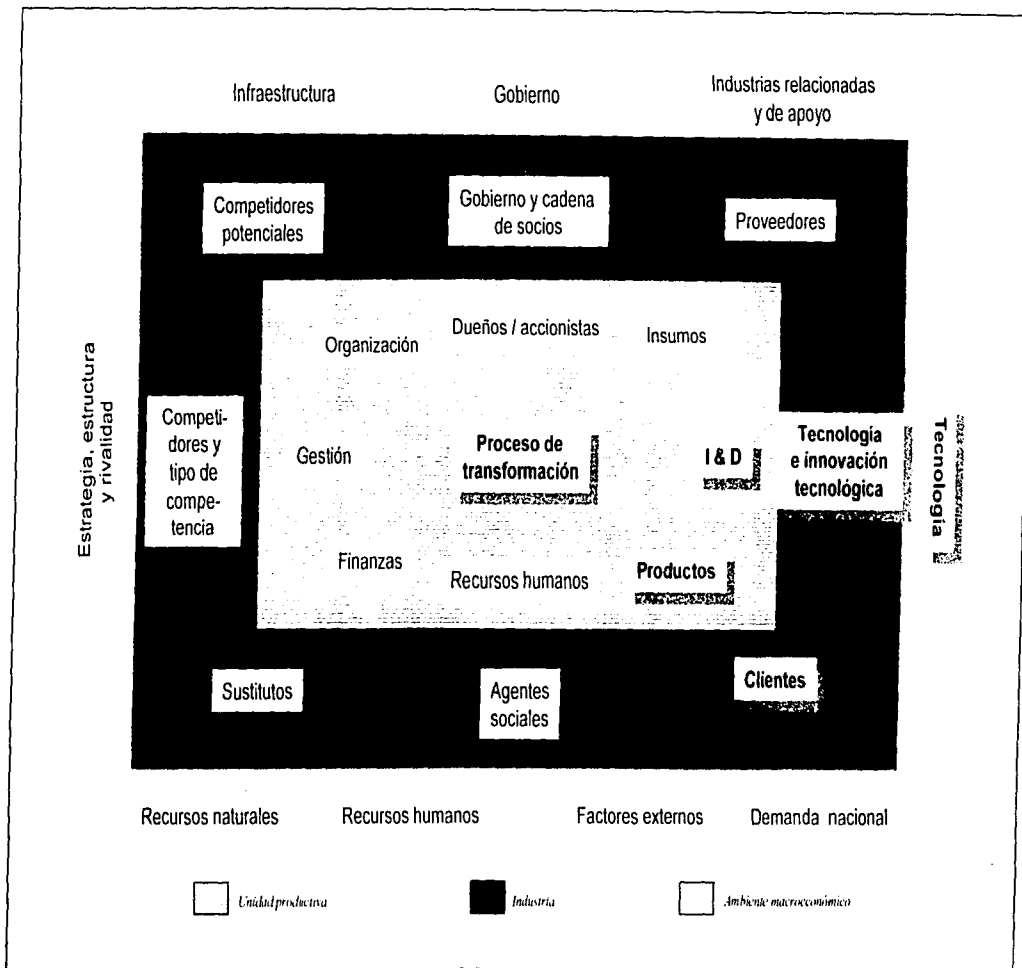 Infraestructura
Gobierno
Industrias relacionadas
y de apoyo
Competidores
potenciales
Gobierno y cadena
de socios
Proveedores
Organización
Dueños / accionistas
Insumos
Estrategia, estructura
y rivalidad
Competi-
dores y
tipo de
compe-
tencia
Gestión
Proceso de
transformación
I & D
Tecnología
e innovación
tecnológica
Tecnologia
Finanzas
Recursos humanos
Productos
Sustitutos
Agentes
sociales
Clientes
Recursos naturales
Recursos humanos
Factores externos
Demanda nacional
Unidad productiva
Industria
Ambiente macroeconómico